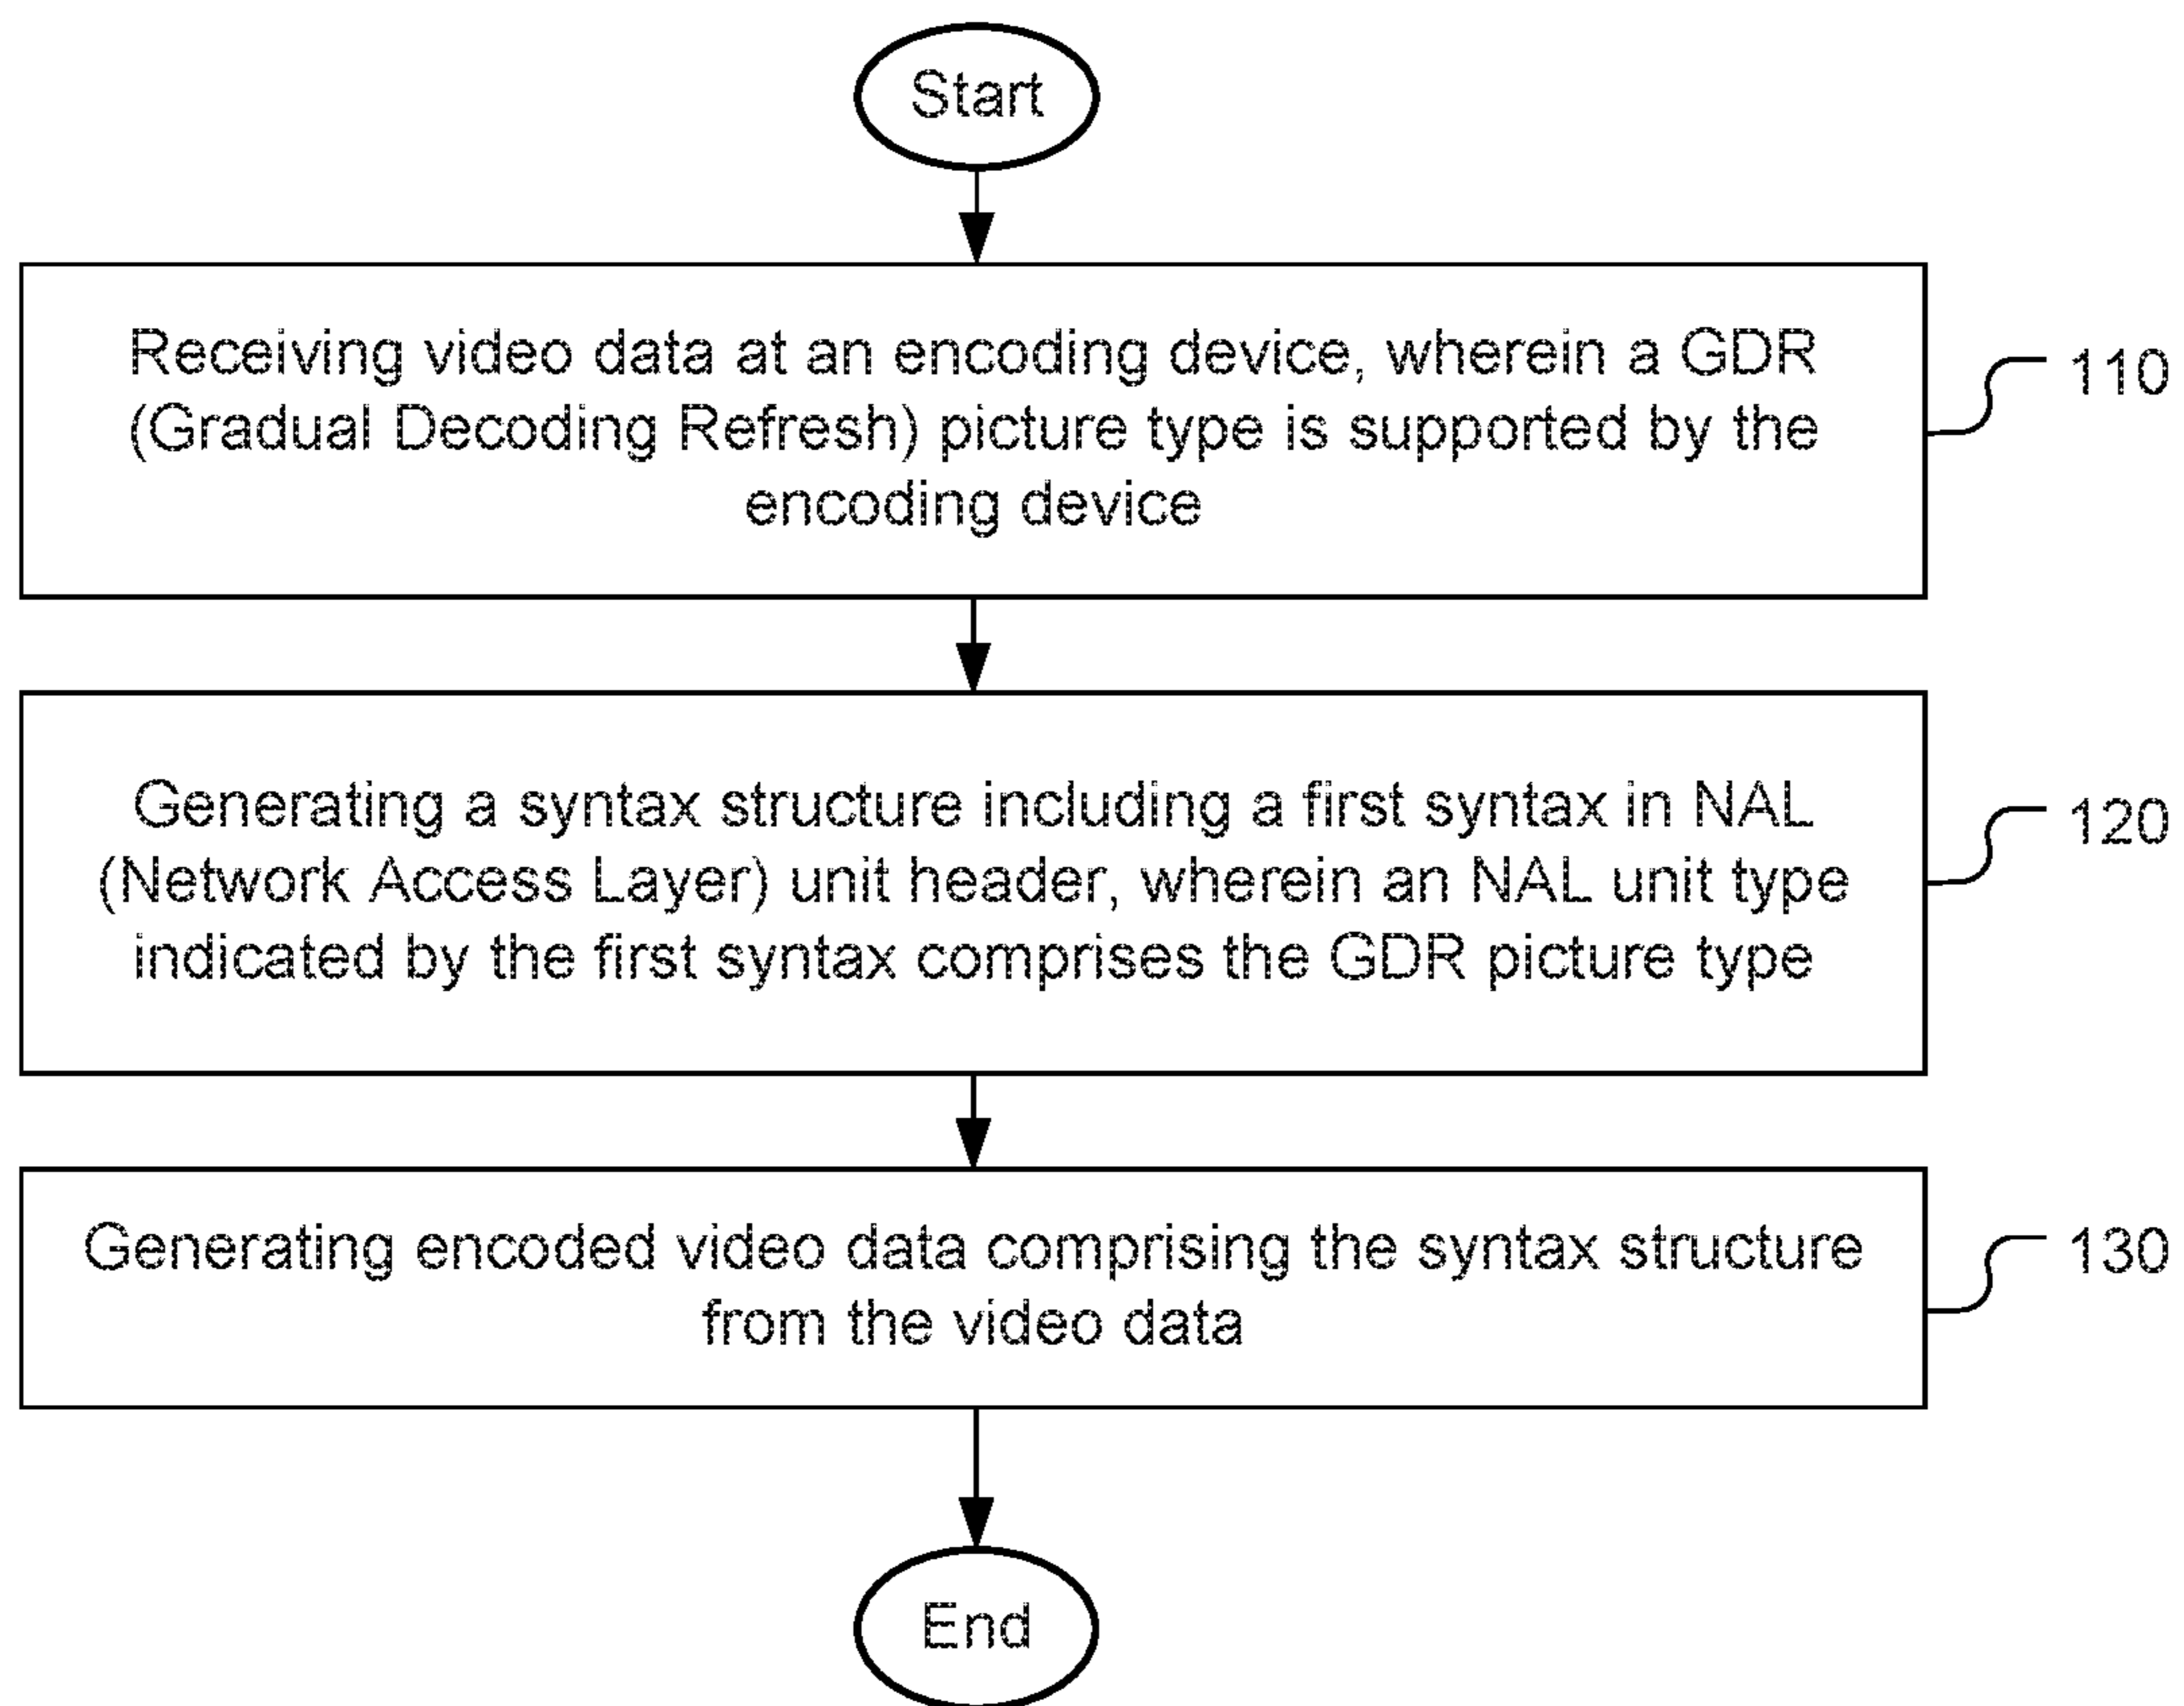 Start
Receiving video data at an encoding device, wherein a GDR
(Gradual Decoding Refresh) picture type is supported by the
encoding device
110
Generating a syntax structure including a first syntax in NAL
(Network Access Layer) unit header, wherein an NAL unit type
indicated by the first syntax comprises the GDR picture type
120
Generating encoded video data comprising the syntax structure
from the video data
130
End